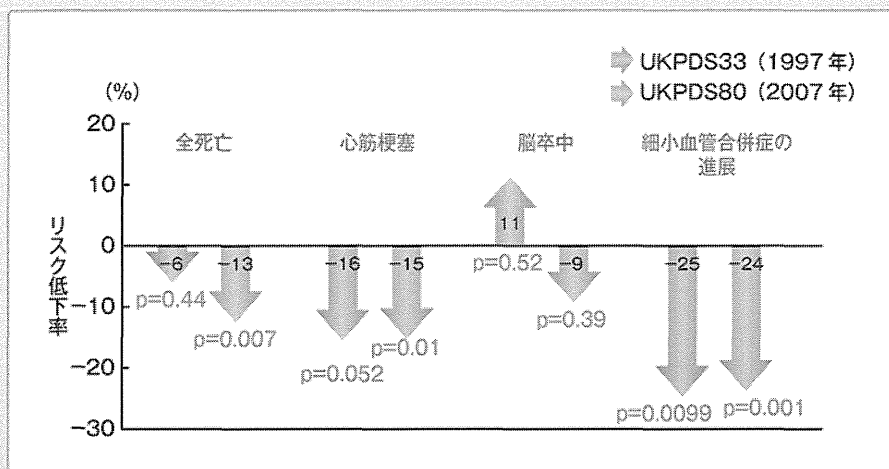 UKPDS33（1997年）
UKPDS80（2007年）
(%)
20
10
0
−10
−20
−30
リスク低下率
全死亡
心筋梗塞
脳卒中
細小血管合併症の
進展
−6
p=0.44
−13
p=0.007
−16
p=0.052
−15
p=0.01
11
p=0.52
−9
p=0.39
−25
p=0.0099
−24
p=0.001